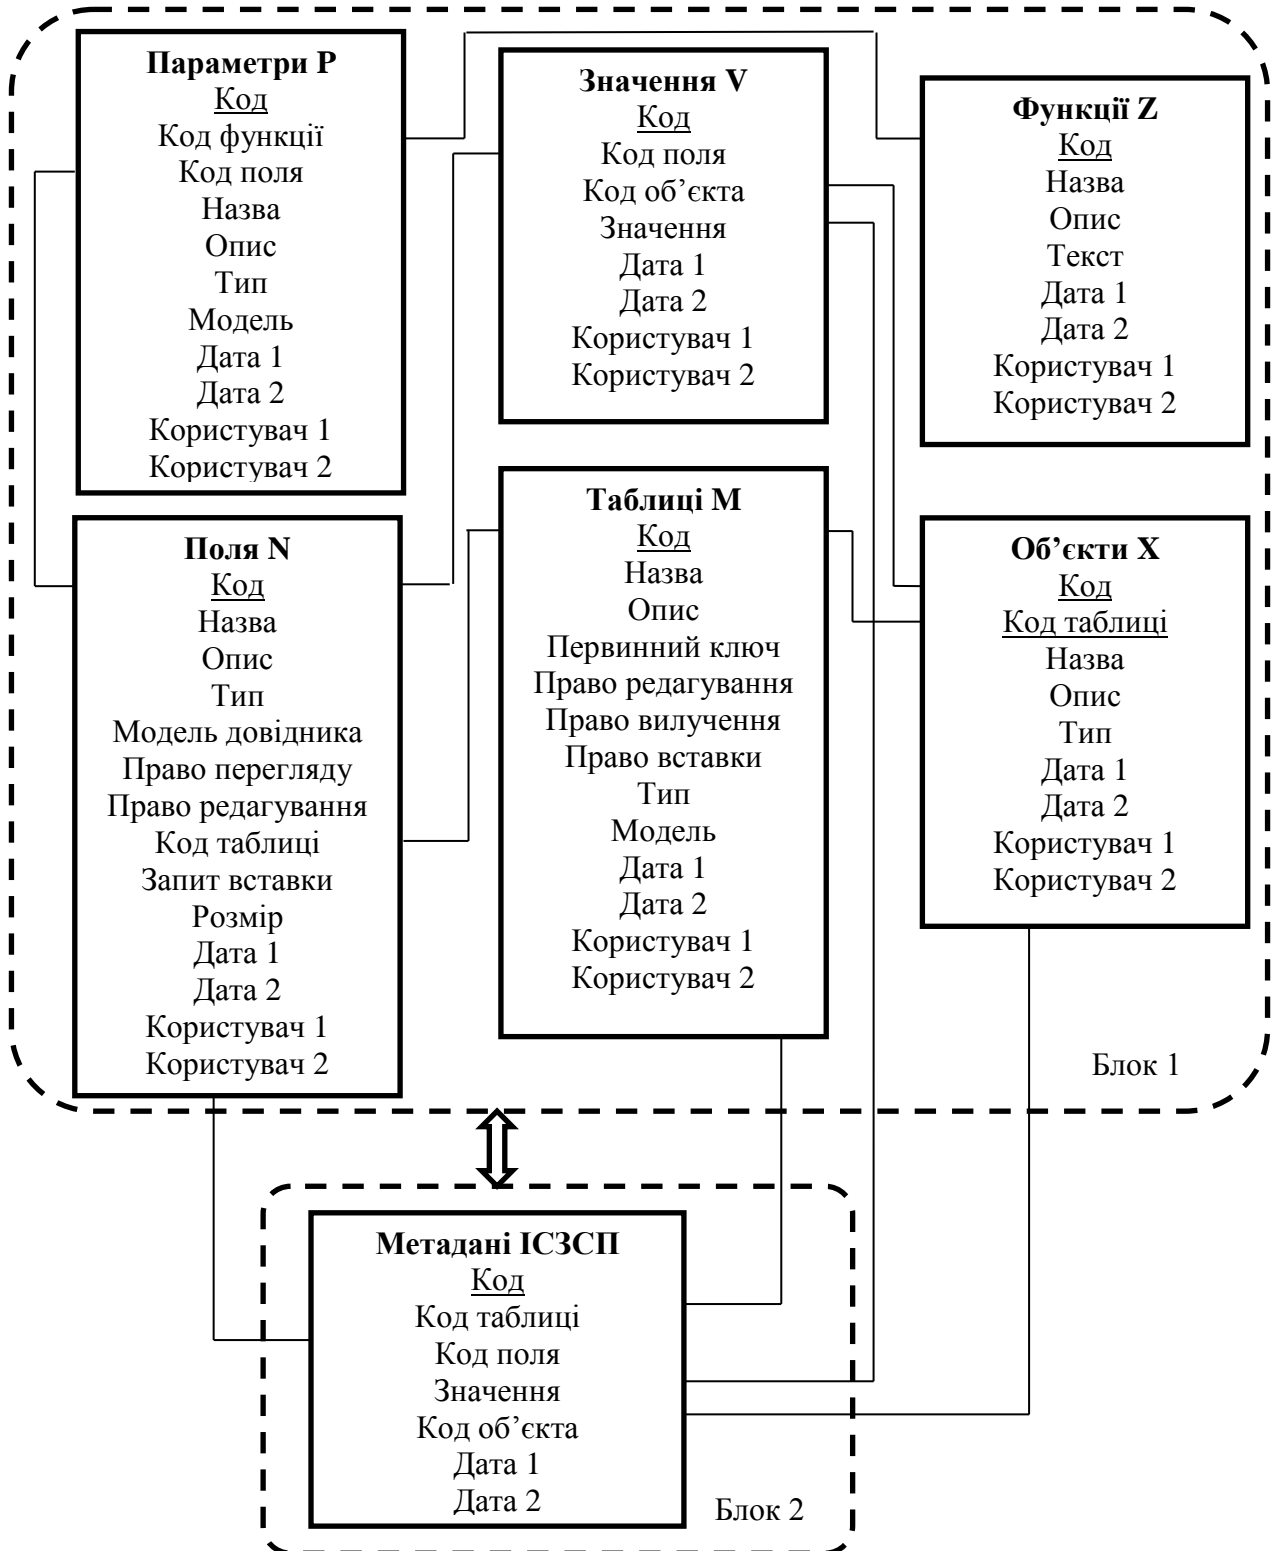 Параметри P
Код
Код функції
Код поля
Назва
Опис
Тип
Модель
Дата 1
Дата 2
Користувач 1
Користувач 2
Значення V
Код
Код поля
Код об’єкта
Значення
Дата 1
Дата 2
Користувач 1
Користувач 2
Функції Z
Код
Назва
Опис
Текст
Дата 1
Дата 2
Користувач 1
Користувач 2
Поля N
Код
Назва
Опис
Тип
Модель довідника
Право перегляду
Право редагування
Код таблиці
Запит вставки
Розмір
Дата 1
Дата 2
Користувач 1
Користувач 2
Таблиці M
Код
Назва
Опис
Первинний ключ
Право редагування
Право вилучення
Право вставки
Тип
Модель
Дата 1
Дата 2
Користувач 1
Користувач 2
Об’єкти X
Код
Код таблиці
Назва
Опис
Тип
Дата 1
Дата 2
Користувач 1
Користувач 2
Блок 1
Метадані ІСЗСП
Код
Код таблиці
Код поля
Значення
Код об’єкта
Дата 1
Дата 2
Блок 2